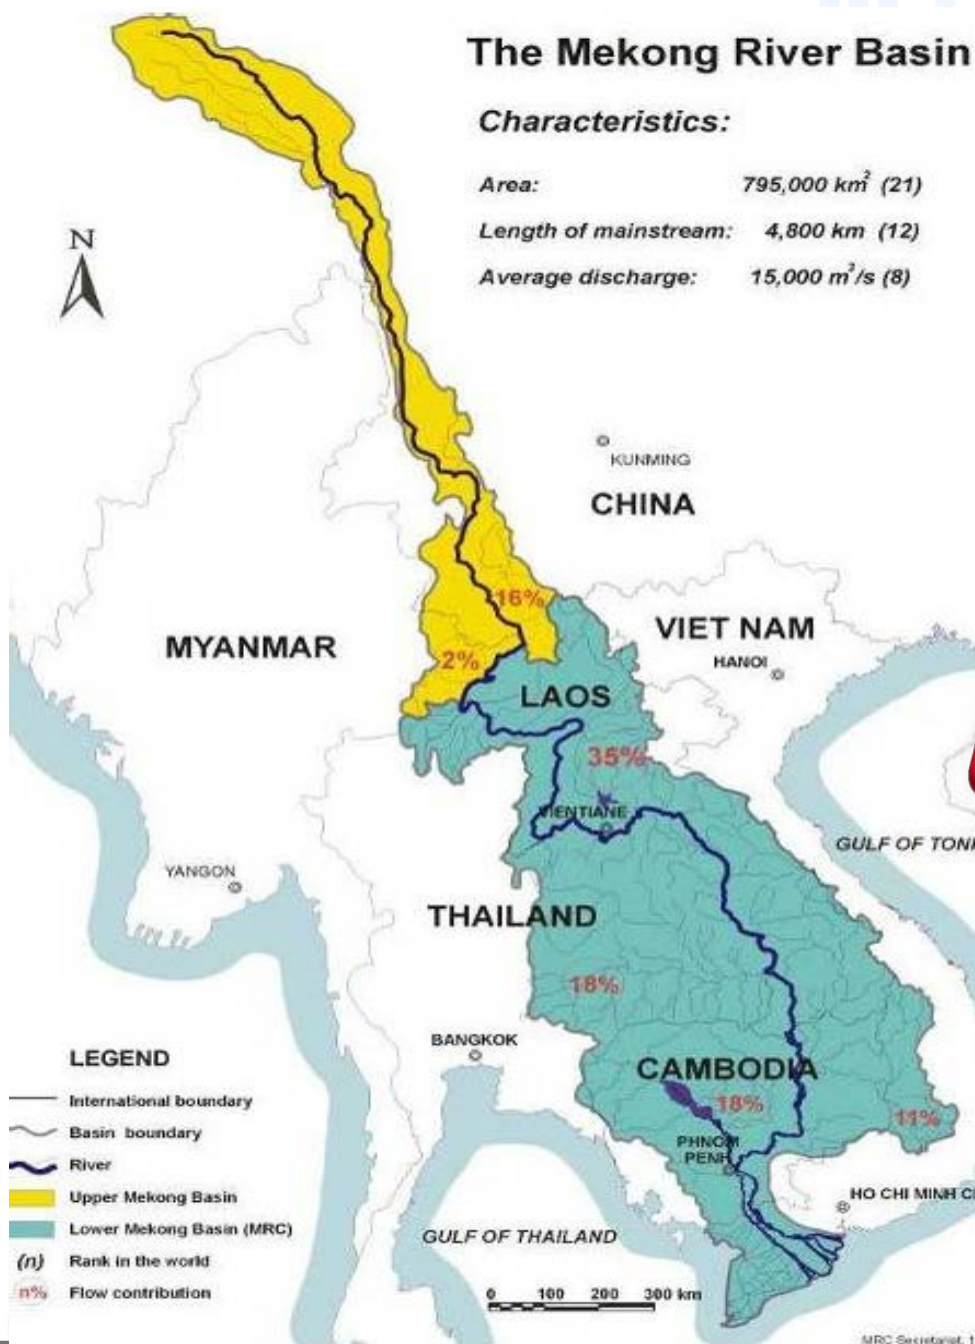 The Mekong River Basin
Characteristics:
Area: 795,000 km² (21)
Length of mainstream: 4,800 km (12)
Average discharge: 15,000 m³/s (8)
N
KUNMING
CHINA
16%
VIET NAM
MYANMAR
2%
HANOI
LAOS
35%
VIENTIANE
GULF OF TONK
YANGON
THAILAND
18%
BANGKOK
CAMBODIA
18%
11%
PHNOM
PENH
HO CHI MINH CI
GULF OF THAILAND
LEGEND
International boundary
Basin boundary
River
Upper Mekong Basin
Lower Mekong Basin (MRC)
(n) Rank in the world
n% Flow contribution
0 100 200 300 km
MRC Secretariat, 1